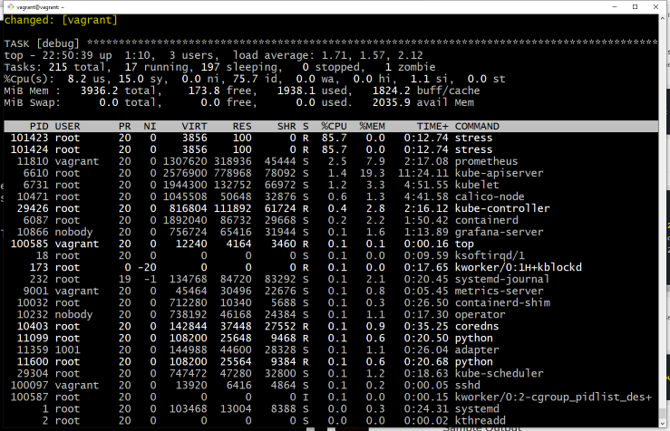 vagrant@vagrant: ~
changed: [vagrant]
TASK [debug] ******************************************************************************************
top - 22:50:39 up  1:10,  3 users,  load average: 1.71, 1.57, 2.12
Tasks: 215 total,  17 running, 197 sleeping,   0 stopped,   1 zombie
%Cpu(s):  8.2 us, 15.0 sy,  0.0 ni, 75.7 id,  0.0 wa,  0.0 hi,  1.1 si,  0.0 st
MiB Mem :   3936.2 total,    173.8 free,   1938.1 used,   1824.2 buff/cache
MiB Swap:      0.0 total,      0.0 free,      0.0 used.   2035.9 avail Mem
PID USER      PR  NI    VIRT    RES    SHR S  %CPU  %MEM     TIME+ COMMAND
101423 root      20   0    3856    100      0 R  85.7   0.0   0:12.74 stress
101424 root      20   0    3856    100      0 R  85.7   0.0   0:12.74 stress
11810 vagrant   20   0 1307620 318936  45444 S   2.5   7.9   2:17.08 prometheus
6610 root      20   0 2576900 778968  78092 S   1.4  19.3  11:24.11 kube-apiserver
6731 root      20   0 1944300 132752  66972 S   1.2   3.3   4:51.55 kubelet
10471 root      20   0 1045508  50648  32876 S   0.6   1.3   4:41.58 calico-node
29426 root      20   0  816804 111892  61724 R   0.4   2.8   2:16.12 kube-controller
6087 root      20   0 1892040  86732  29668 S   0.2   2.2   1:50.42 containerd
10866 nobody    20   0  756724  65416  31944 S   0.1   1.6   1:13.89 grafana-server
100585 vagrant   20   0   12240   4164   3460 R   0.1   0.1   0:00.16 top
18 root      20   0       0      0      0 S   0.1   0.0   0:09.59 ksoftirqd/1
173 root       0 -20       0      0      0 R   0.1   0.0   0:17.65 kworker/0:1H+kblockd
232 root      19  -1  134768  84720  83292 S   0.1   2.1   0:20.45 systemd-journal
9001 vagrant   20   0   45464  30496  22676 S   0.1   0.8   0:05.45 metrics-server
10032 root      20   0  712280  10340   5688 S   0.1   0.3   0:26.50 containerd-shim
10232 nobody    20   0  738192  46168  24384 S   0.1   1.1   0:17.30 operator
10403 root      20   0  142844  37448  27552 R   0.1   0.9   0:35.25 coredns
11099 root      20   0  108200  25648   9468 R   0.1   0.6   0:20.50 python
11359 1001      20   0  144988  44600  28328 S   0.1   1.1   0:26.04 adapter
11600 root      20   0  108200  25564   9384 R   0.1   0.6   0:20.68 python
29304 root      20   0  747472  47280  32800 S   0.1   1.2   0:18.63 kube-scheduler
100097 vagrant   20   0   13920   6416   4864 S   0.1   0.2   0:00.05 sshd
100587 root      20   0       0      0      0 I   0.1   0.0   0:00.15 kworker/0:2-cgroup_pidlist_des+
1 root      20   0  103468  13004   8388 S   0.0   0.3   0:24.31 systemd
2 root      20   0       0      0      0 S   0.0   0.0   0:00.02 kthreadd